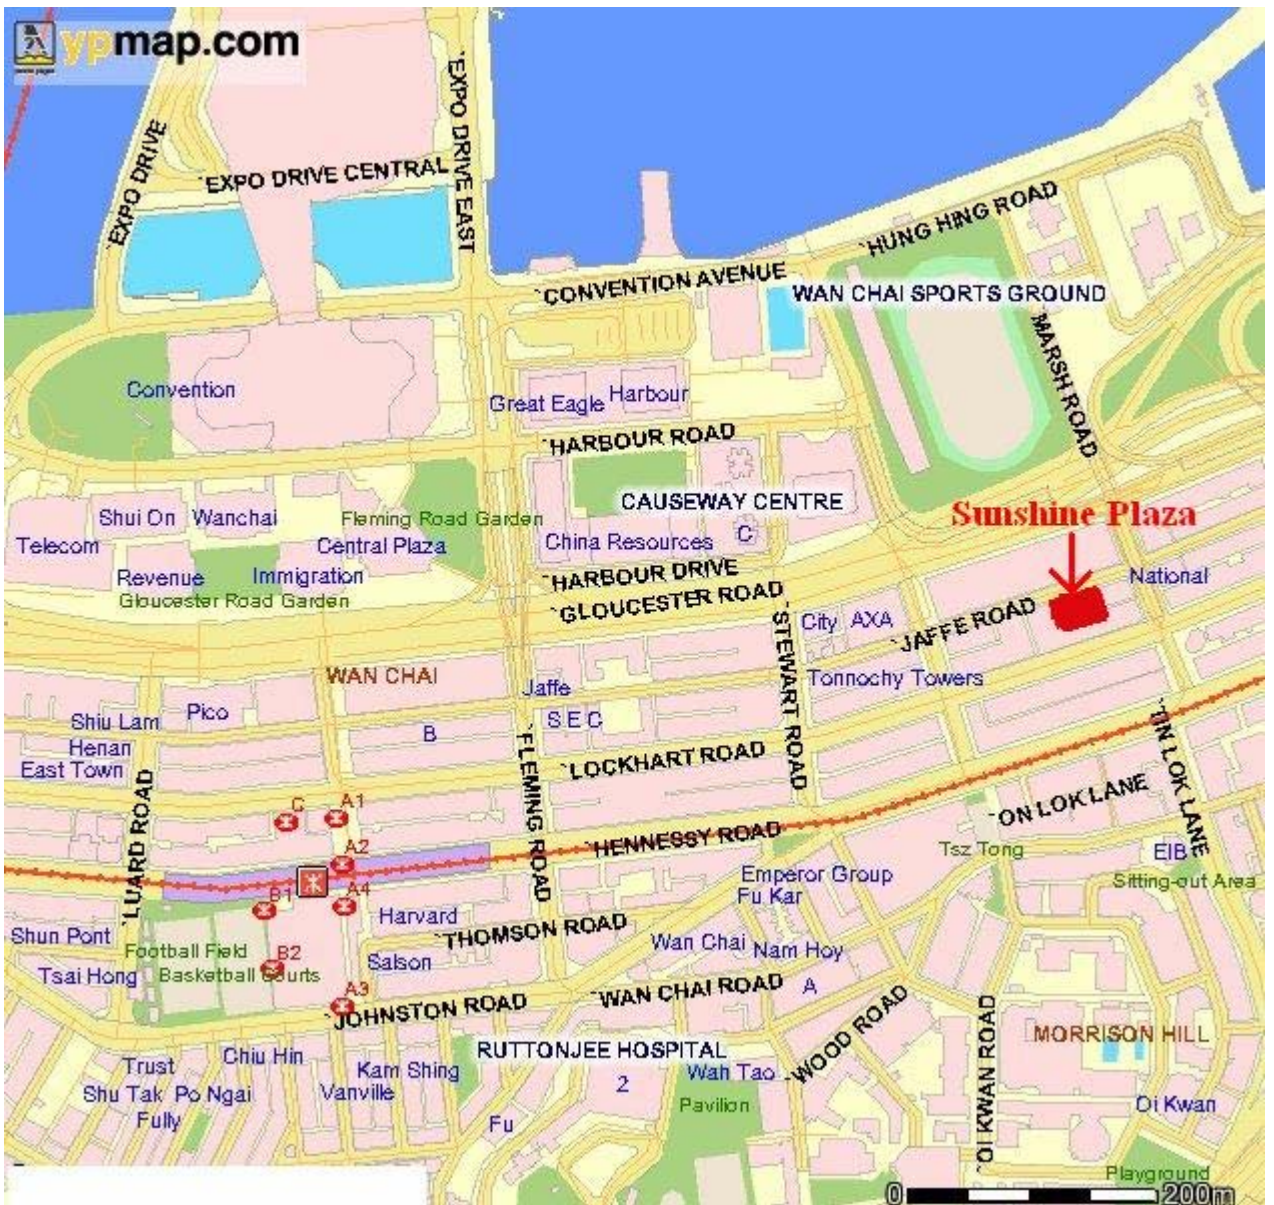 ypmap.com
EXPO DRIVE
EXPO DRIVE CENTRAL
EXPO DRIVE EAST
HUNG HING ROAD
CONVENTION AVENUE
WAN CHAI SPORTS GROUND
MARSH ROAD
Convention
Great Eagle
Harbour
HARBOUR ROAD
CAUSEWAY CENTRE
Sunshine Plaza
Shui On
Wanchai
Fleming Road Garden
Telecom
Central Plaza
China Resources
C
Revenue
Immigration
Gloucester Road Garden
HARBOUR DRIVE
GLOUCESTER ROAD
National
City
AXA
JAFFE ROAD
STEWART ROAD
WAN CHAI
Jaffe
Tonnochy Towers
Shiu Lam
Pico
S E C
B
Henan
East Town
LUARD ROAD
FLEMING ROAD
LOCKHART ROAD
TIN LOK LANE
C
A1
A2
HENNESSY ROAD
ON LOK LANE
Tsz Tong
EIB
Sitting-out Area
Emperor Group
Fu Kar
B1
A4
Harvard
THOMSON ROAD
Shun Pont
Football Field
Wan Chai
Nam Hoy
Tsai Hong
B2
Basketball Courts
Salson
A3
JOHNSTON ROAD
WAN CHAI ROAD
A
WOOD ROAD
OI KWAN ROAD
MORRISON HILL
RUTTONJEE HOSPITAL
Trust
Chiu Hin
Kam Shing
Wah Tao
2
Shu Tak
Po Ngai
Vanville
Pavilion
Oi Kwan
Fully
Fu
Playground
0
200m